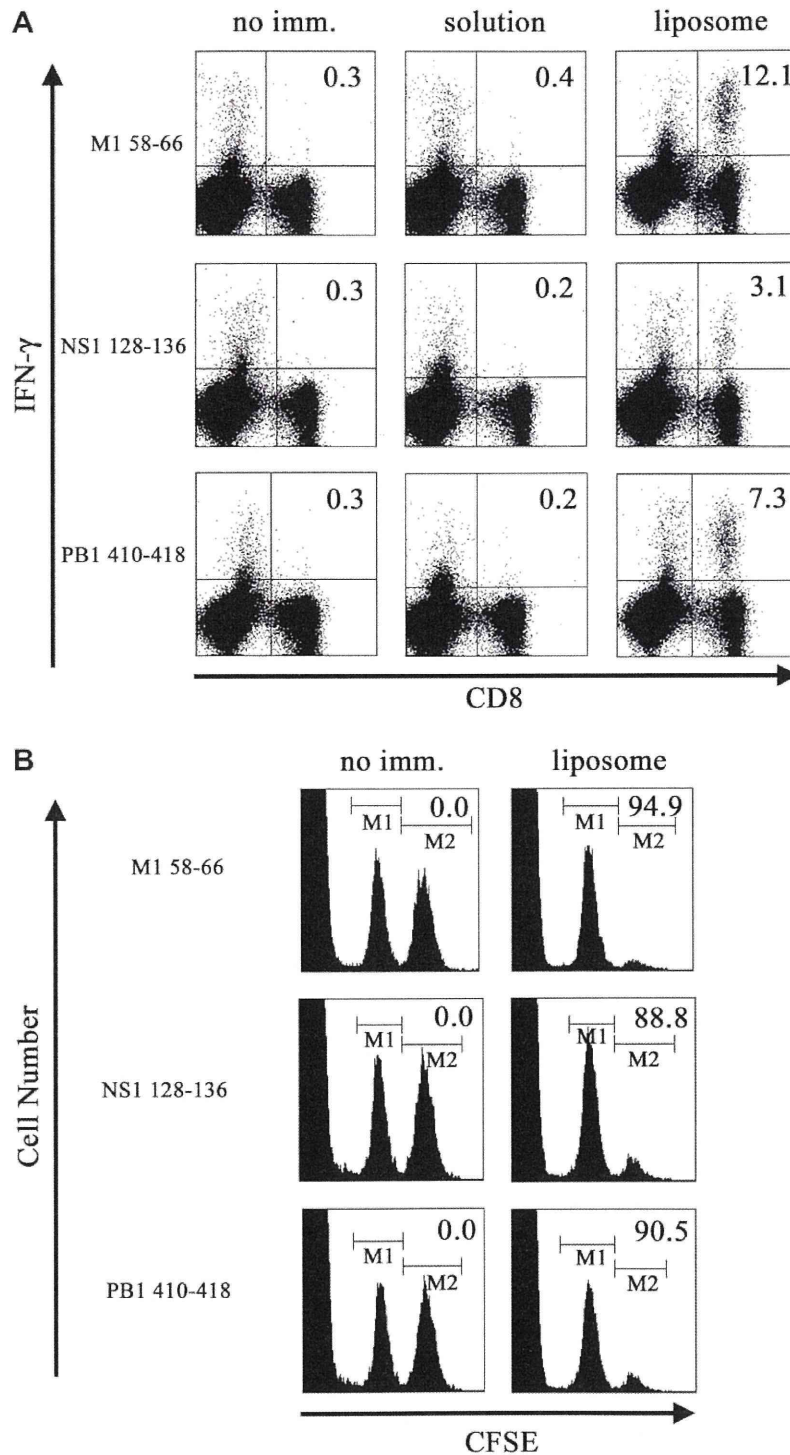 A
no imm. solution liposome
M1 58-66
0.3 0.4 12.1
NS1 128-136
0.3 0.2 3.1
PB1 410-418
0.3 0.2 7.3
IFN-γ
CD8
B
no imm. liposome
M1 58-66
0.0 94.9
M1 M2 M1 M2
NS1 128-136
0.0 88.8
M1 M2 M1 M2
PB1 410-418
0.0 90.5
M1 M2 M1 M2
Cell Number
CFSE